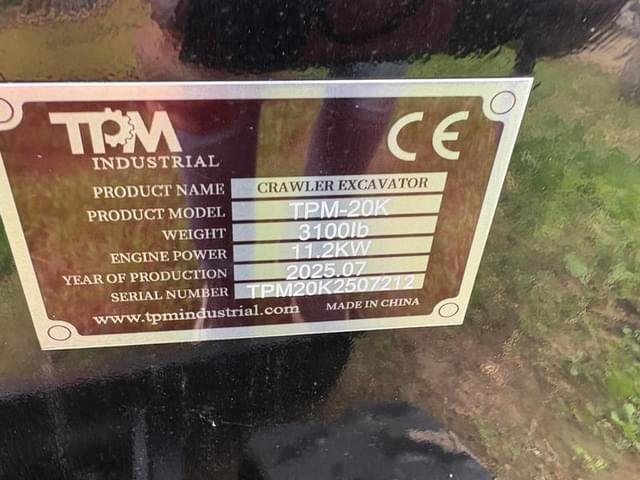 TPM
CE
INDUSTRIAL
PRODUCT NAME CRAWLER EXCAVATOR
PRODUCT MODEL TPM-20K
WEIGHT 3100lb
ENGINE POWER 11.2KW
YEAR OF PRODUCTION 2025.07
SERIAL NUMBER TPM20K2507212
www.tpmindustrial.com MADE IN CHINA